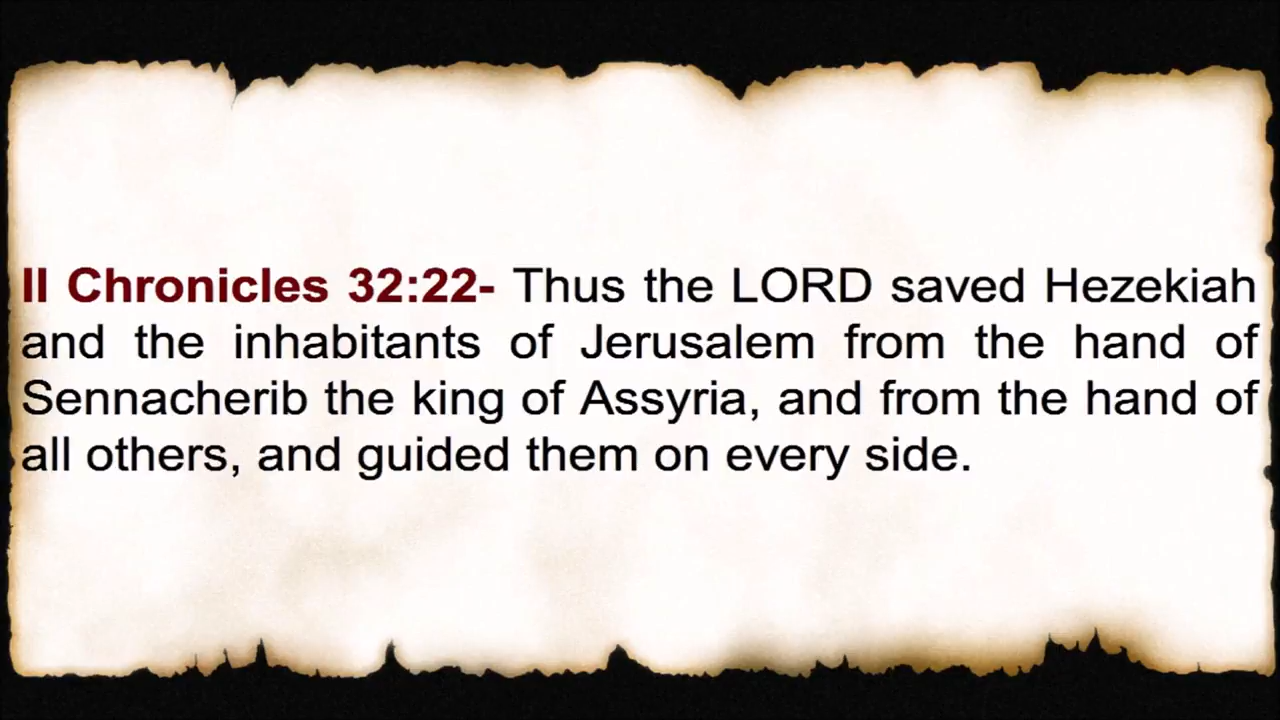 II Chronicles 32:22- Thus the LORD saved Hezekiah
and the inhabitants of Jerusalem from the hand of
Sennacherib the king of Assyria, and from the hand of
all others, and guided them on every side.